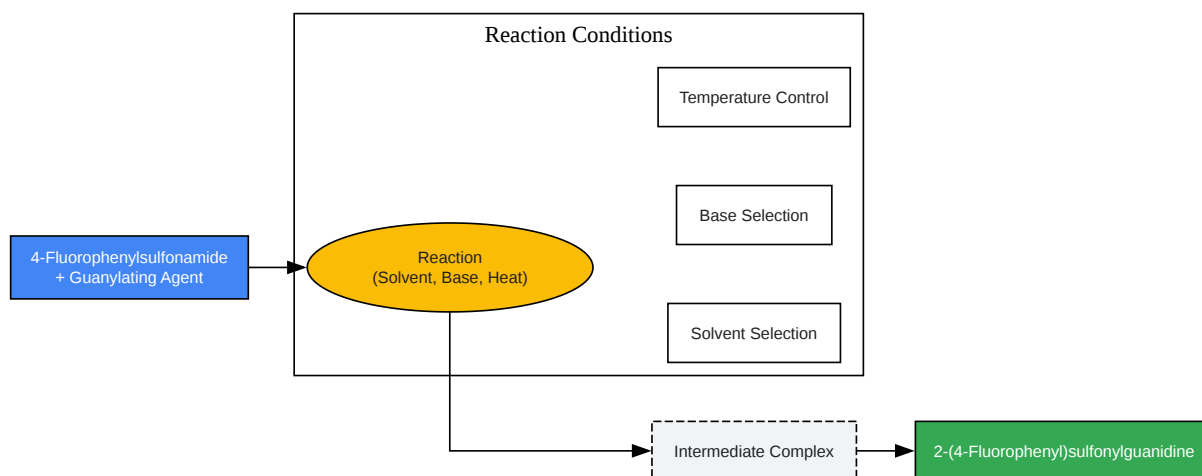 Reaction Conditions
Temperature Control
Base Selection
4-Fluorophenylsulfonamide
+ Guanylating Agent
Reaction
(Solvent, Base, Heat)
Solvent Selection
Intermediate Complex
2-(4-Fluorophenyl)sulfonylguanidine